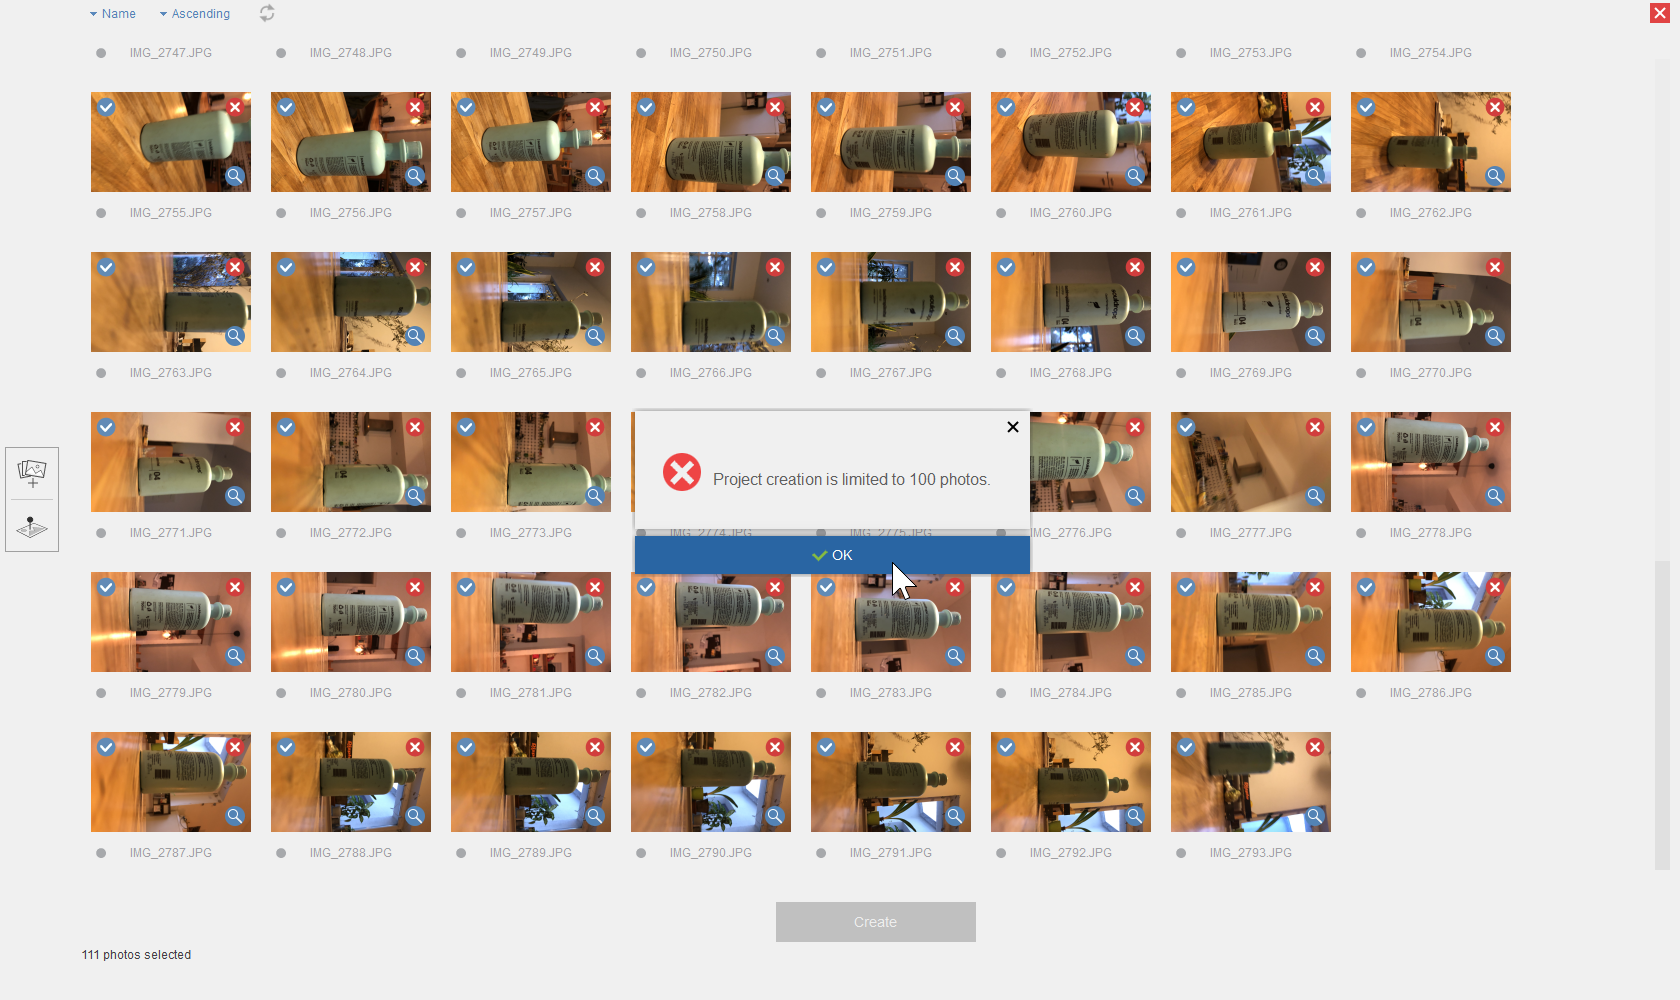 Name Ascending
IMG_2747.JPG IMG_2748.JPG IMG_2749.JPG IMG_2750.JPG IMG_2751.JPG IMG_2752.JPG IMG_2753.JPG IMG_2754.JPG
IMG_2755.JPG IMG_2756.JPG IMG_2757.JPG IMG_2758.JPG IMG_2759.JPG IMG_2760.JPG IMG_2761.JPG IMG_2762.JPG
IMG_2763.JPG IMG_2764.JPG IMG_2765.JPG IMG_2766.JPG IMG_2767.JPG IMG_2768.JPG IMG_2769.JPG IMG_2770.JPG
Project creation is limited to 100 photos.
IMG_2771.JPG IMG_2772.JPG IMG_2773.JPG IMG_2774.JPG IMG_2775.JPG IMG_2776.JPG IMG_2777.JPG IMG_2778.JPG
OK
IMG_2779.JPG IMG_2780.JPG IMG_2781.JPG IMG_2782.JPG IMG_2783.JPG IMG_2784.JPG IMG_2785.JPG IMG_2786.JPG
IMG_2787.JPG IMG_2788.JPG IMG_2789.JPG IMG_2790.JPG IMG_2791.JPG IMG_2792.JPG IMG_2793.JPG
Create
111 photos selected